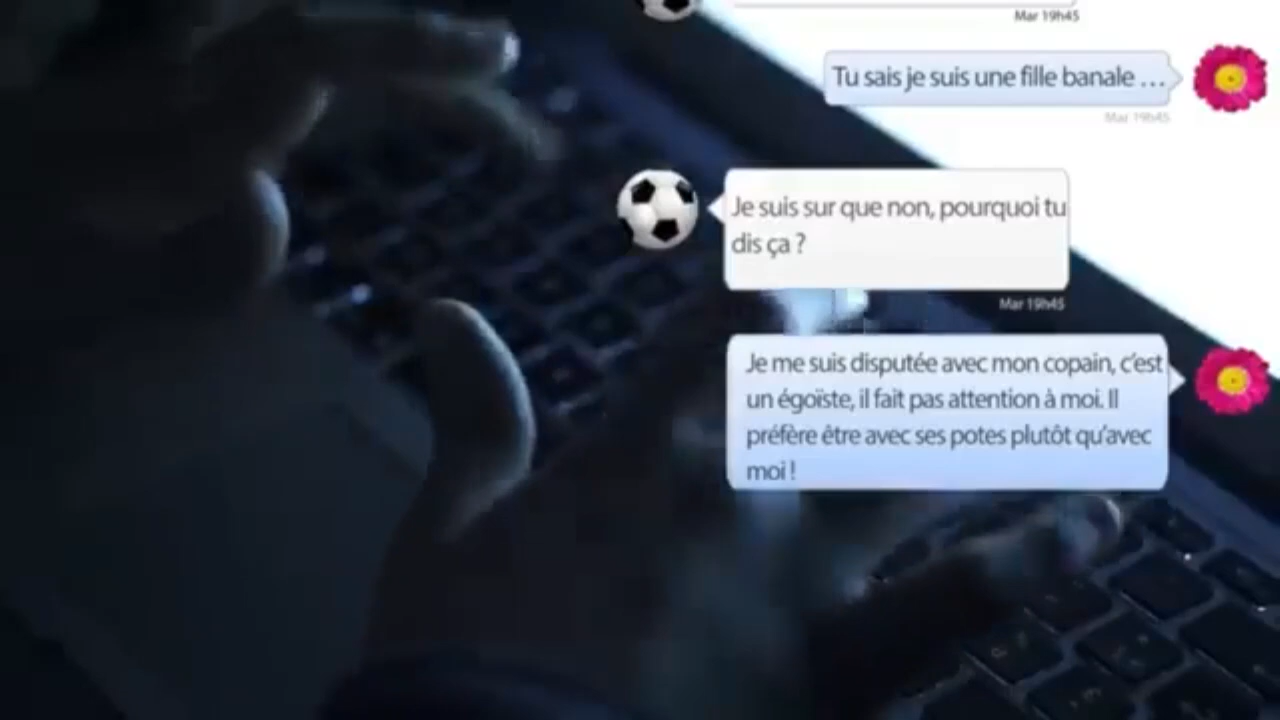 Mar 19h45
Tu sais je suis une fille banale …
Mar 19h45
Je suis sur que non, pourquoi tu
dis ça ?
Mar 19h45
Je me suis disputée avec mon copain, c'est
un égoïste, il fait pas attention à moi. Il
préfère être avec ses potes plutôt qu'avec
moi !